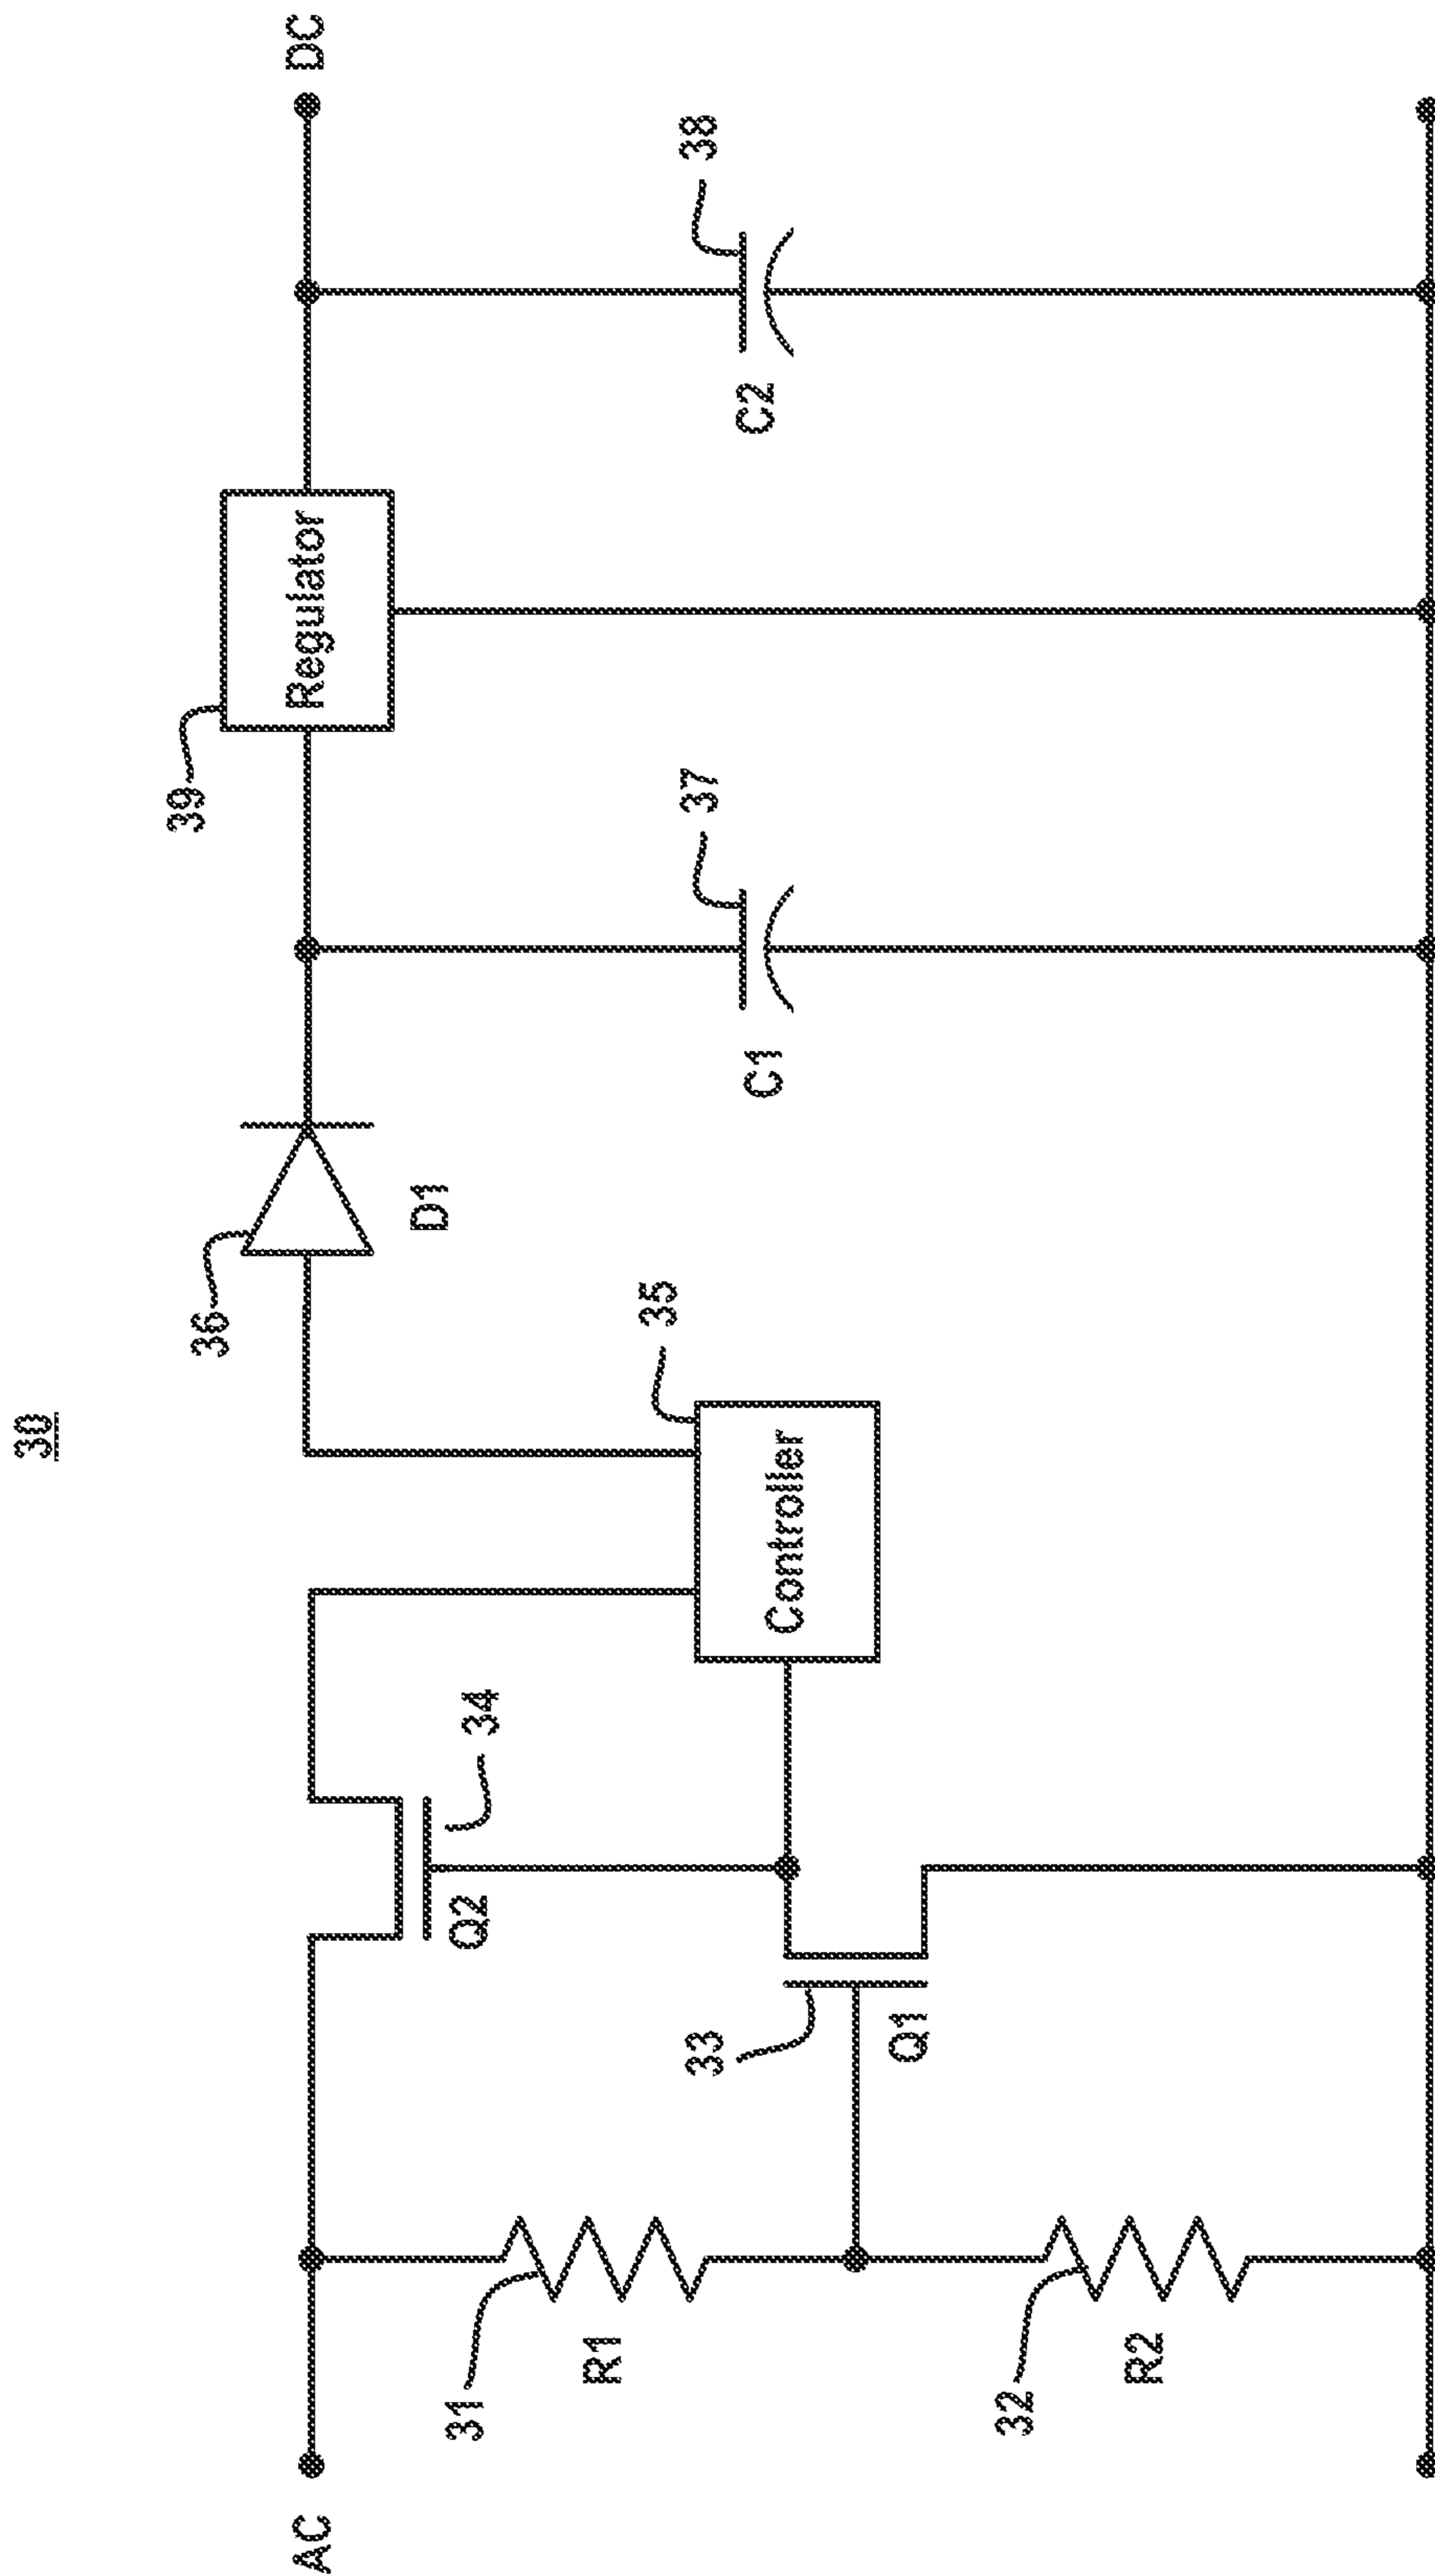 30
AC
DC
31
R1
32
R2
33
Q1
34
Q2
35
Controller
36
D1
37
C1
39
Regulator
38
C2